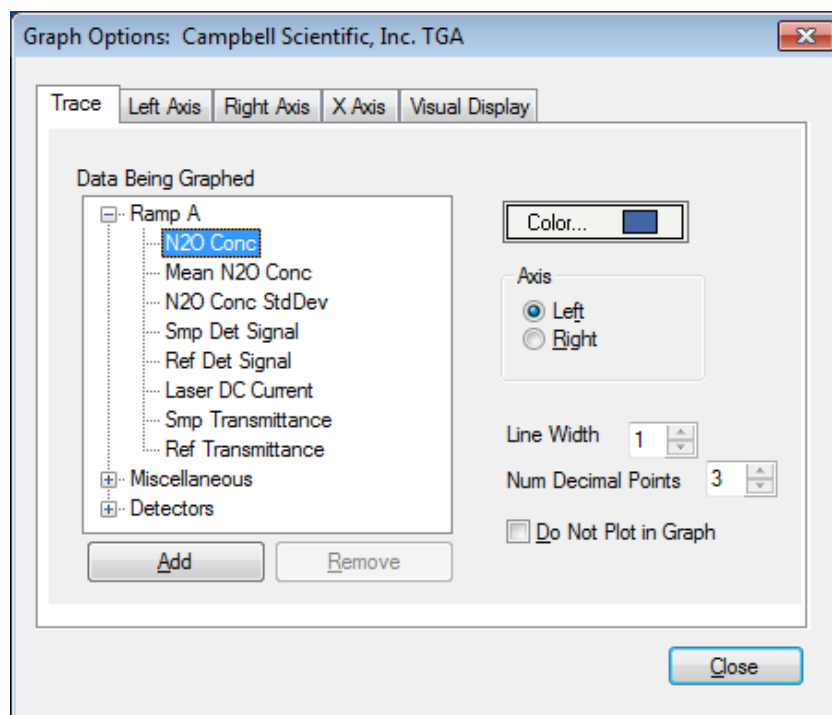 Graph Options: Campbell Scientific, Inc. TGA
Trace Left Axis Right Axis X Axis Visual Display
Data Being Graphed
Ramp A
N2O Conc
Mean N2O Conc
N2O Conc StdDev
Smp Det Signal
Ref Det Signal
Laser DC Current
Smp Transmittance
Ref Transmittance
Miscellaneous
Detectors
Add Remove
Color...
Axis
Left
Right
Line Width 1
Num Decimal Points 3
Do Not Plot in Graph
Close